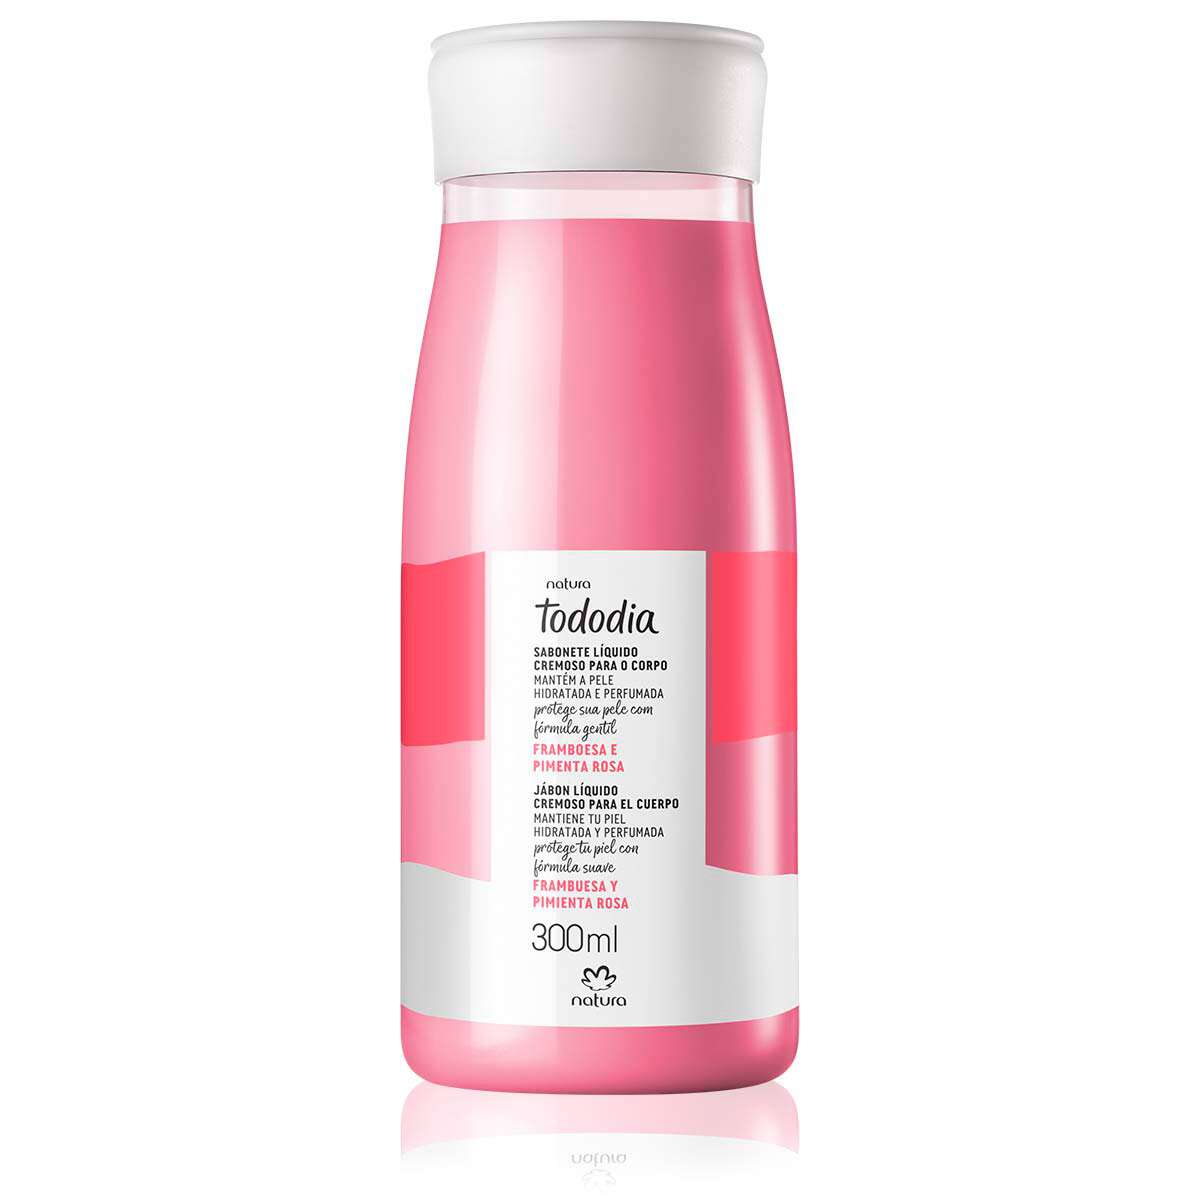 natura
Tododia
SABONETE LÍQUIDO
CREMOSO PARA O CORPO
MANTÉM A PELE
HIDRATADA E PERFUMADA
protege sua pele com
fórmula gentil
FRAMBOESA E
PIMENTA ROSA
JÁBON LÍQUIDO
CREMOSO PARA EL CUERPO
MANTIENE TU PIEL
HIDRATADA Y PERFUMADA
protege tu piel con
fórmula suave
FRAMBUESA Y
PIMIENTA ROSA
300ml
natura